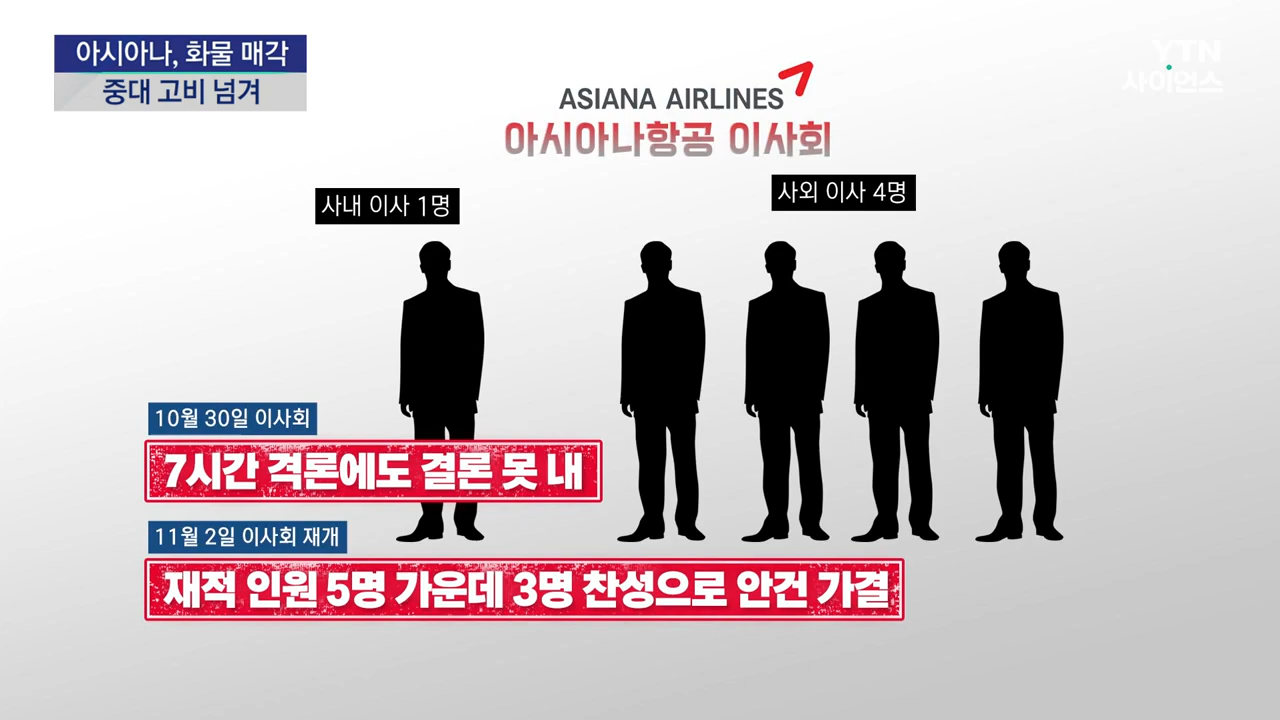 아시아나, 화물 매각
중대 고비 넘겨
YTN
사이언스
ASIANA AIRLINES
아시아나항공 이사회
사내 이사 1명
사외 이사 4명
10월 30일 이사회
7시간 격론에도 결론 못 내
11월 2일 이사회 재개
재적 인원 5명 가운데 3명 찬성으로 안건 가결